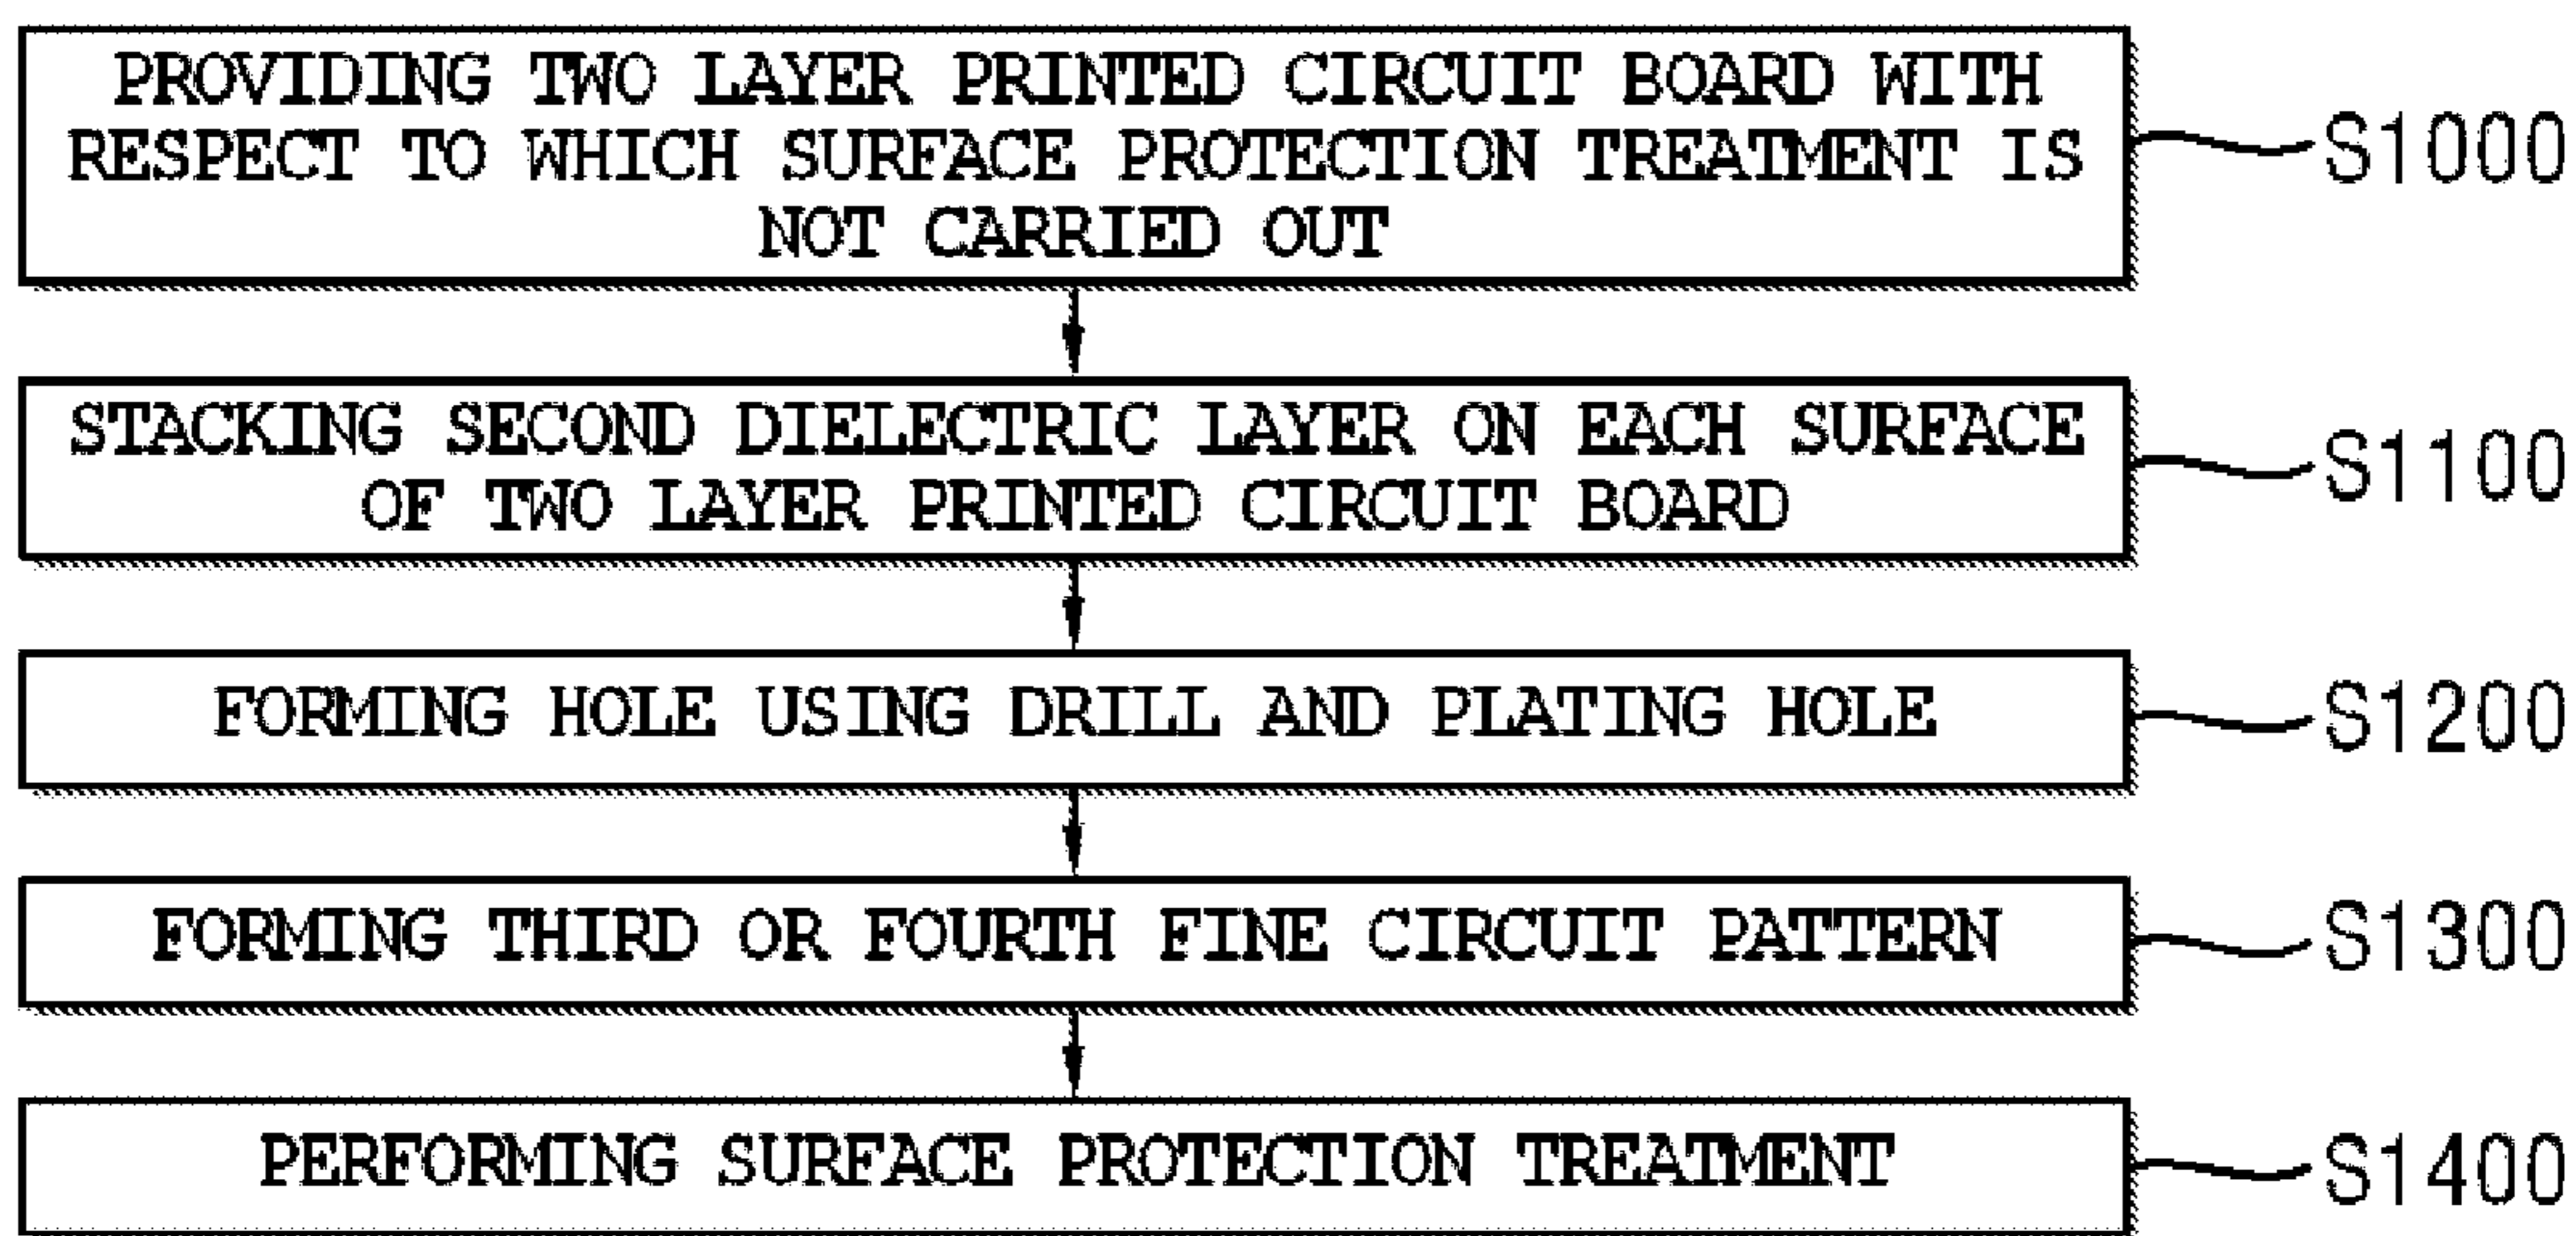 PROVIDING TWO LAYER PRINTED CIRCUIT BOARD WITH
RESPECT TO WHICH SURFACE PROTECTION TREATMENT IS
NOT CARRIED OUT
S1000
STACKING SECOND DIELECTRIC LAYER ON EACH SURFACE
OF TWO LAYER PRINTED CIRCUIT BOARD
S1100
FORMING HOLE USING DRILL AND PLATING HOLE
S1200
FORMING THIRD OR FOURTH FINE CIRCUIT PATTERN
S1300
PERFORMING SURFACE PROTECTION TREATMENT
S1400